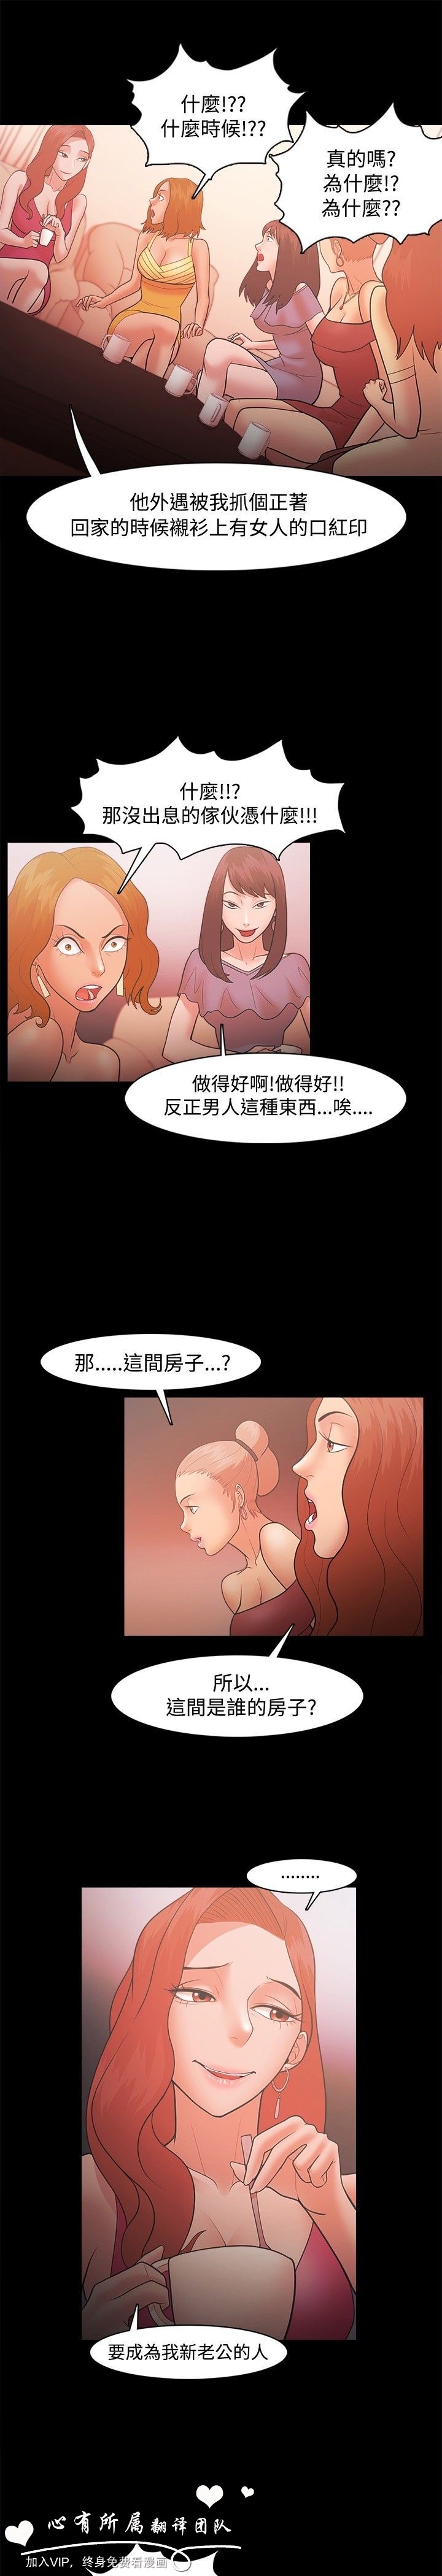 什麼!??
什麼時候!??
真的嗎?
為什麼!?
為什麼??
他外遇被我抓個正著
回家的時候襯衫上有女人的口紅印
什麼!!?
那沒出息的傢伙憑什麼!!!
做得好啊!做得好!!
反正男人這種東西...唉....
那.....這間房子...?
所以...
這間是誰的房子?
........
要成為我新老公的人
心有所属翻译团队
加入VIP，终身免费看漫画